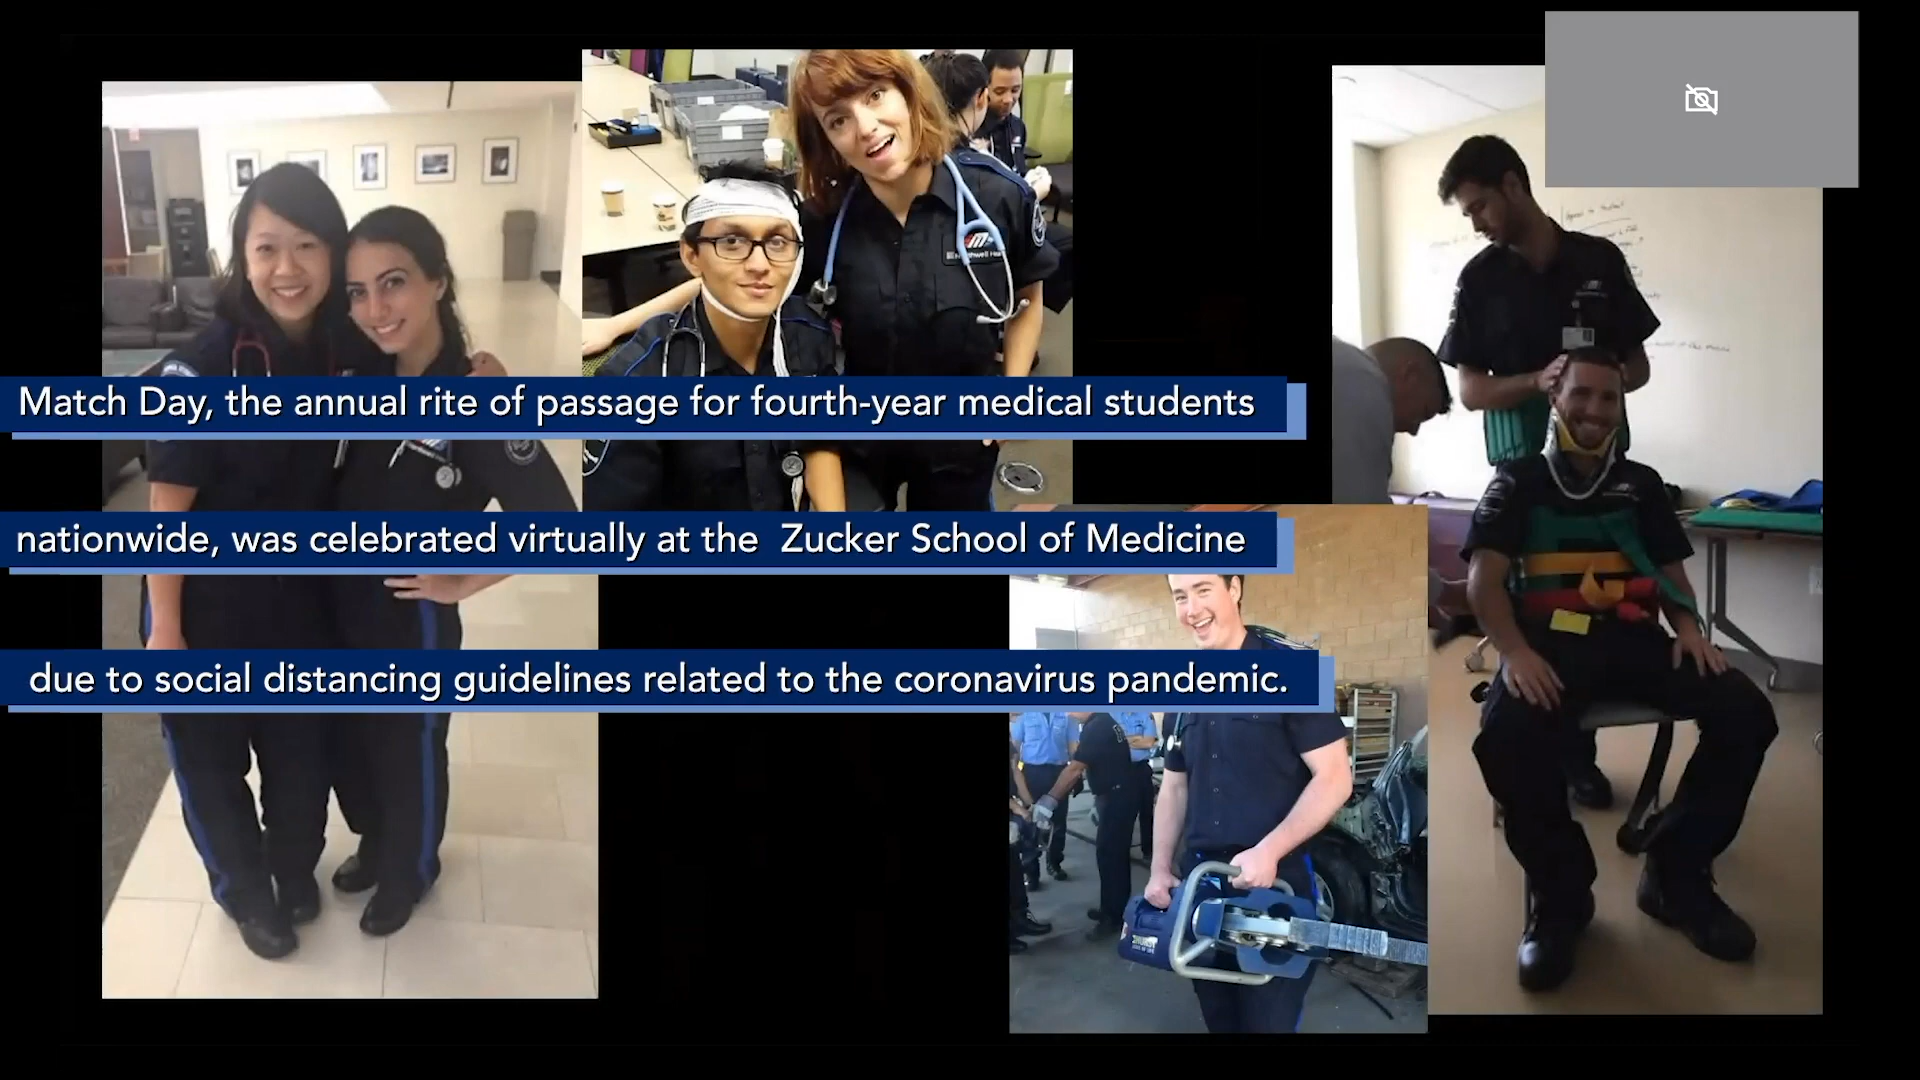 Match Day, the annual rite of passage for fourth-year medical students
nationwide, was celebrated virtually at the Zucker School of Medicine
due to social distancing guidelines related to the coronavirus pandemic.